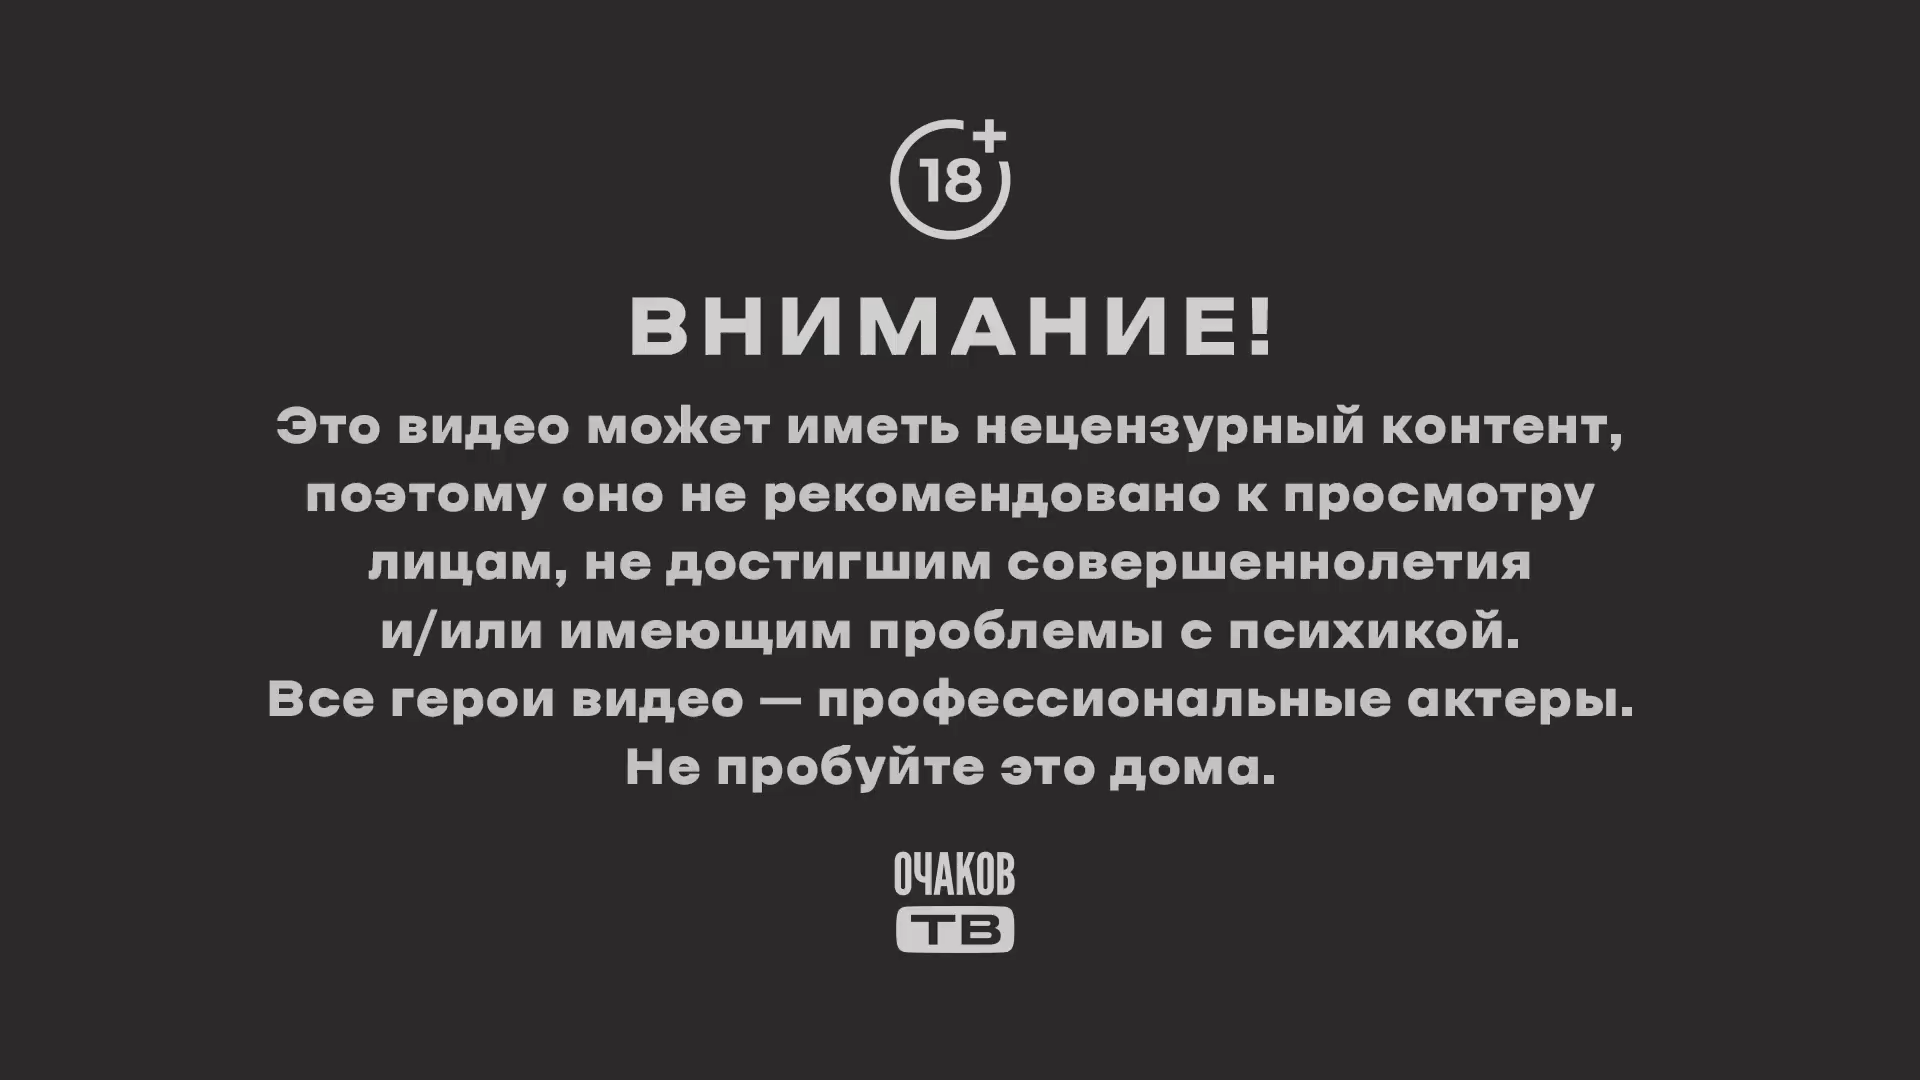 18+
ВНИМАНИЕ!
Это видео может иметь нецензурный контент,
поэтому оно не рекомендовано к просмотру
лицам, не достигшим совершеннолетия
и/или имеющим проблемы с психикой.
Все герои видео — профессиональные актеры.
Не пробуйте это дома.
ОЧАКОВ
ТВ